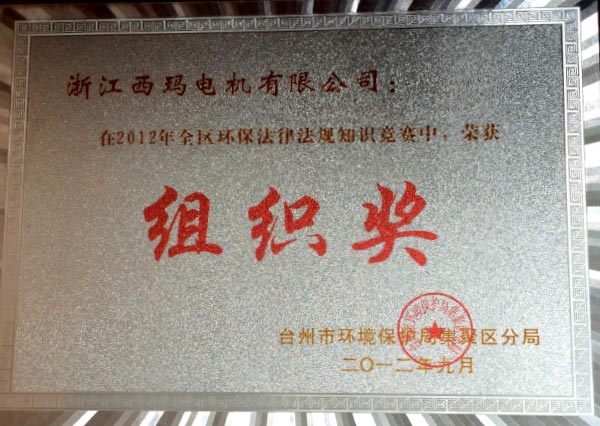 浙江西玛电机有限公司：
在2012年全区环保法律法规知识竞赛中，荣获
组织奖
台州市环境保护局集聚区分局
二〇一二年九月